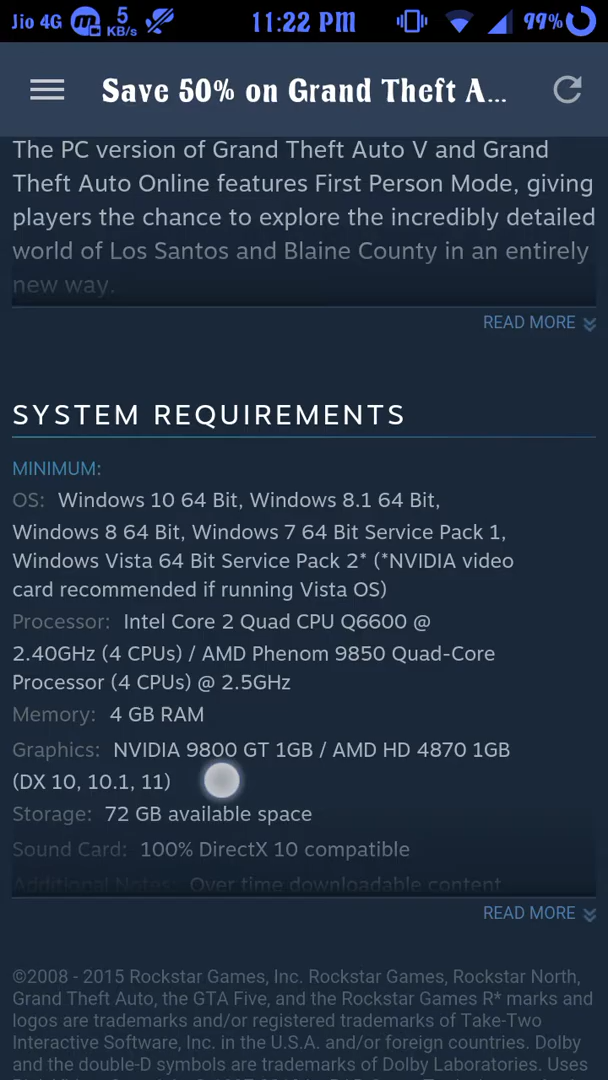 Jio 4G 5 KB/s 11:22 PM 99%
Save 50% on Grand Theft A...
The PC version of Grand Theft Auto V and Grand
Theft Auto Online features First Person Mode, giving
players the chance to explore the incredibly detailed
world of Los Santos and Blaine County in an entirely
new way.
READ MORE
SYSTEM REQUIREMENTS
MINIMUM:
OS: Windows 10 64 Bit, Windows 8.1 64 Bit,
Windows 8 64 Bit, Windows 7 64 Bit Service Pack 1,
Windows Vista 64 Bit Service Pack 2* (*NVIDIA video
card recommended if running Vista OS)
Processor: Intel Core 2 Quad CPU Q6600 @
2.40GHz (4 CPUs) / AMD Phenom 9850 Quad-Core
Processor (4 CPUs) @ 2.5GHz
Memory: 4 GB RAM
Graphics: NVIDIA 9800 GT 1GB / AMD HD 4870 1GB
(DX 10, 10.1, 11)
Storage: 72 GB available space
Sound Card: 100% DirectX 10 compatible
Additional Notes: Over time downloadable content
READ MORE
©2008 - 2015 Rockstar Games, Inc. Rockstar Games, Rockstar North,
Grand Theft Auto, the GTA Five, and the Rockstar Games R* marks and
logos are trademarks and/or registered trademarks of Take-Two
Interactive Software, Inc. in the U.S.A. and/or foreign countries. Dolby
and the double-D symbols are trademarks of Dolby Laboratories. Uses